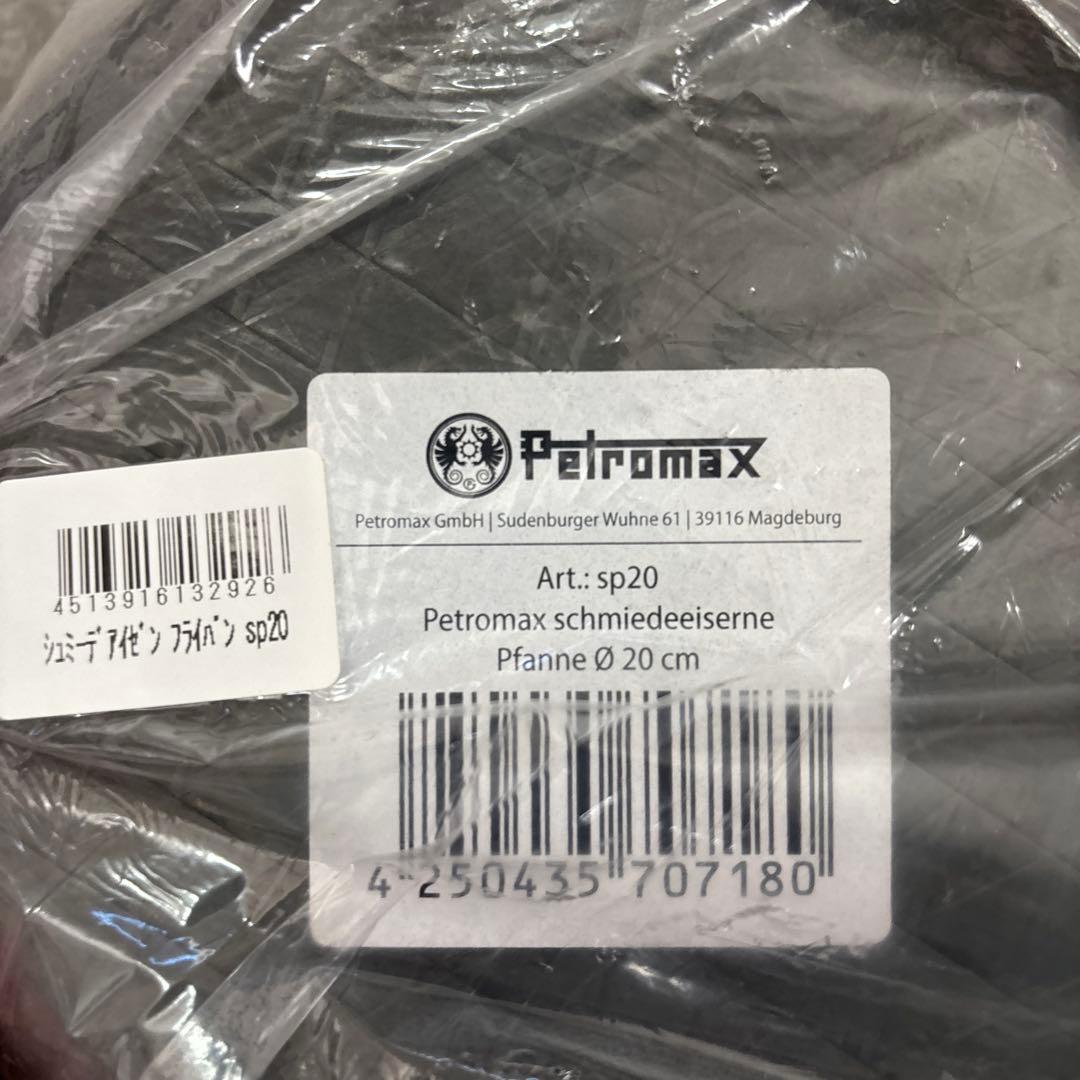 Petromax
Petromax GmbH | Sudenburger Wuhne 61 | 39116 Magdeburg
Art.: sp20
Petromax schmiedeeiserne
Pfanne Ø 20 cm
4 250435 707180
4513916132926
ｼｭﾐｰﾃﾞｱｲｾﾞﾝ ﾌﾗｲﾊﾟﾝ sp20